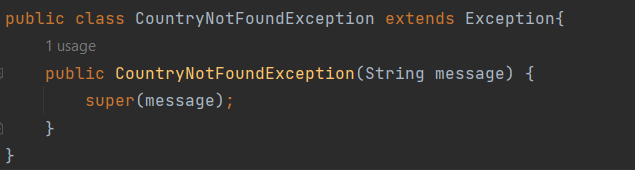 public class CountryNotFoundException extends Exception{
1 usage
public CountryNotFoundException(String message) {
super(message);
}
}